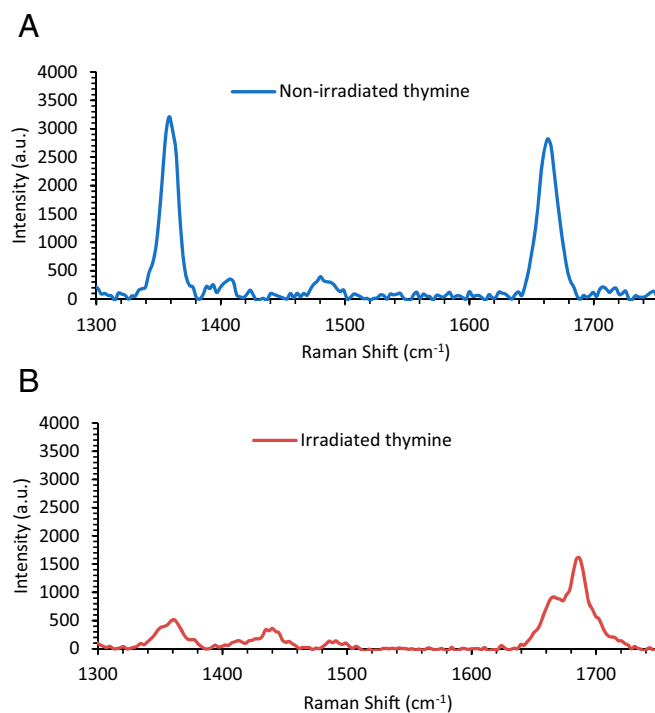 A
4000
3500
3000
2500
2000
1500
1000
500
0
Intensity (a.u.)
Non-irradiated thymine
1300 1400 1500 1600 1700
Raman Shift (cm⁻¹)
B
4000
3500
3000
2500
2000
1500
1000
500
0
Intensity (a.u.)
Irradiated thymine
1300 1400 1500 1600 1700
Raman Shift (cm⁻¹)